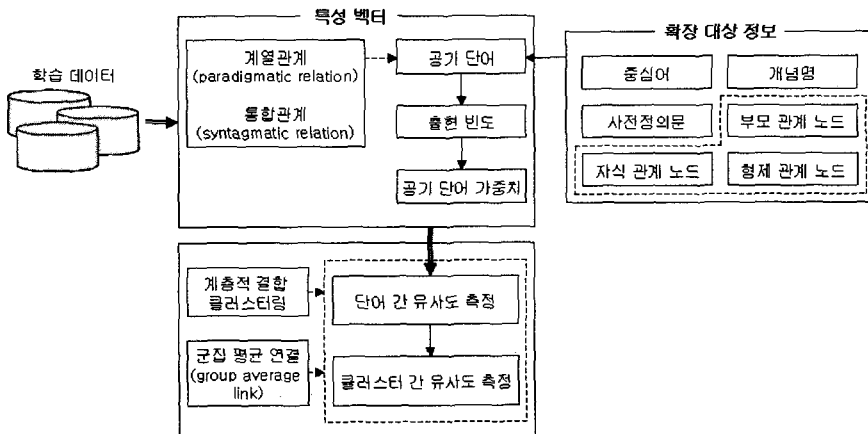 특성 벡터
확장 대상 정보
학습 데이터
계열관계
(paradigmatic relation)
통합관계
(syntagmatic relation)
공기 단어
출현 빈도
공기 단어 가중치
중심어
개념명
사전정의문
부모 관계 노드
자식 관계 노드
형제 관계 노드
계층적 결합
클러스터링
단어 간 유사도 측정
군집 평균 연결
(group average
link)
클러스터 간 유사도 측정